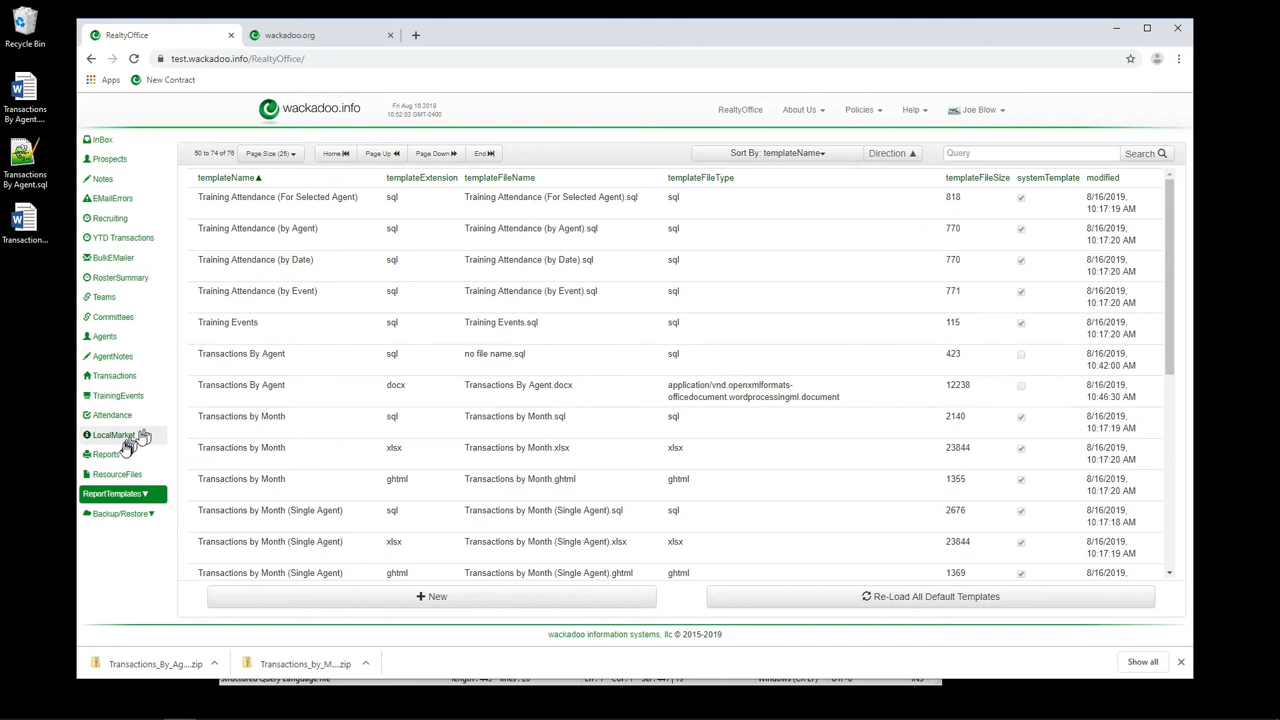 Recycle Bin
Transactions
By Agent....
Transactions
By Agent.sql
Transaction...
RealtyOffice
wackadoo.org
test.wackadoo.info/RealtyOffice/
Apps
New Contract
wackadoo.info
Fri Aug 16 2019
10:52:03 GMT-0400
RealtyOffice
About Us
Policies
Help
Joe Blow
InBox
Prospects
Notes
EMailErrors
Recruiting
YTD Transactions
BulkEMailer
RosterSummary
Teams
Committees
Agents
AgentNotes
Transactions
TrainingEvents
Attendance
LocalMarket
Reports
ResourceFiles
ReportTemplates▼
Backup/Restore▼
50 to 74 of 76 Page Size (25) Home Page Up Page Down End Sort By: templateName Direction ▲ Query Search
templateName▲ templateExtension templateFileName templateFileType templateFileSize systemTemplate modified
Training Attendance (For Selected Agent) sql Training Attendance (For Selected Agent).sql sql 818 8/16/2019,
10:17:19 AM
Training Attendance (by Agent) sql Training Attendance (by Agent).sql sql 770 8/16/2019,
10:17:20 AM
Training Attendance (by Date) sql Training Attendance (by Date).sql sql 770 8/16/2019,
10:17:20 AM
Training Attendance (by Event) sql Training Attendance (by Event).sql sql 771 8/16/2019,
10:17:20 AM
Training Events sql Training Events.sql sql 115 8/16/2019,
10:17:20 AM
Transactions By Agent sql no file name.sql sql 423 8/16/2019,
10:42:00 AM
Transactions By Agent docx Transactions By Agent.docx application/vnd.openxmlformats- 12238 8/16/2019,
officedocument.wordprocessingml.document 10:46:30 AM
Transactions by Month sql Transactions by Month.sql sql 2140 8/16/2019,
10:17:19 AM
Transactions by Month xlsx Transactions by Month.xlsx xlsx 23844 8/16/2019,
10:17:20 AM
Transactions by Month ghtml Transactions by Month.ghtml ghtml 1355 8/16/2019,
10:17:20 AM
Transactions by Month (Single Agent) sql Transactions by Month (Single Agent).sql sql 2676 8/16/2019,
10:17:18 AM
Transactions by Month (Single Agent) xlsx Transactions by Month (Single Agent).xlsx xlsx 23844 8/16/2019,
10:17:19 AM
Transactions by Month (Single Agent) ghtml Transactions by Month (Single Agent).ghtml ghtml 1369 8/16/2019,
New
Re-Load All Default Templates
wackadoo information systems, llc © 2015-2019
Transactions_By_Ag....zip
Transactions_by_M....zip
Show all